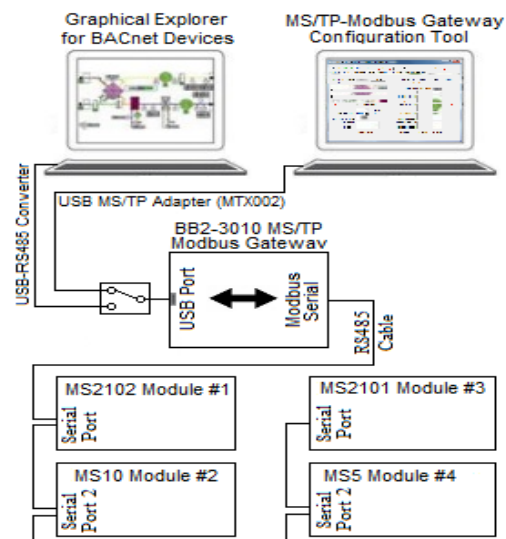 Graphical Explorer
for BACnet Devices
MS/TP-Modbus Gateway
Configuration Tool
USB-RS485 Converter
USB MS/TP Adapter (MTX002)
BB2-3010 MS/TP
Modbus Gateway
USB Port
Modbus
Serial
RS485
Cable
MS2102 Module #1
Serial
Port
MS2101 Module #3
Serial
Port
MS10 Module #2
Serial
Port 2
MS5 Module #4
Serial
Port 2